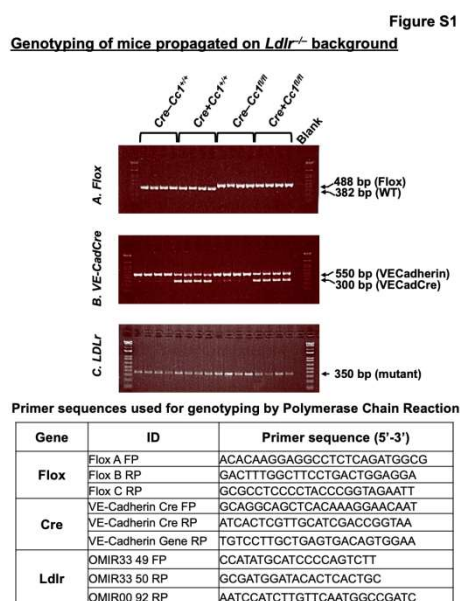 Figure S1
Genotyping of mice propagated on Ldlr–/– background
Cre–Cc1+/+
Cre+Cc1+/+
Cre–Cc1fl/fl
Cre+Cc1fl/fl
Blank
A. Flox
488 bp (Flox)
382 bp (WT)
B. VE-CadCre
550 bp (VECadherin)
300 bp (VECadCre)
C. LDLr
350 bp (mutant)
Primer sequences used for genotyping by Polymerase Chain Reaction
Gene ID Primer sequence (5'-3')
Flox
Flox A FP ACACAAGGAGGCCTCTCAGATGGCG
Flox B RP GACTTTGGCTTCCTGACTGGAGGA
Flox C RP GCGCCTCCCCTACCCGGTAGAATT
Cre
VE-Cadherin Cre FP GCAGGCAGCTCACAAAGGAACAAT
VE-Cadherin Cre RP ATCACTCGTTGCATCGACCGGTAA
VE-Cadherin Gene RP TGTCCTTGCTGAGTGACAGTGGAA
Ldlr
OMIR33 49 FP CCATATGCATCCCCAGTCTT
OMIR33 50 RP GCGATGGATACACTCACTGC
OMIR00 92 RP AATCCATCTTGTTCAATGGCCGATC